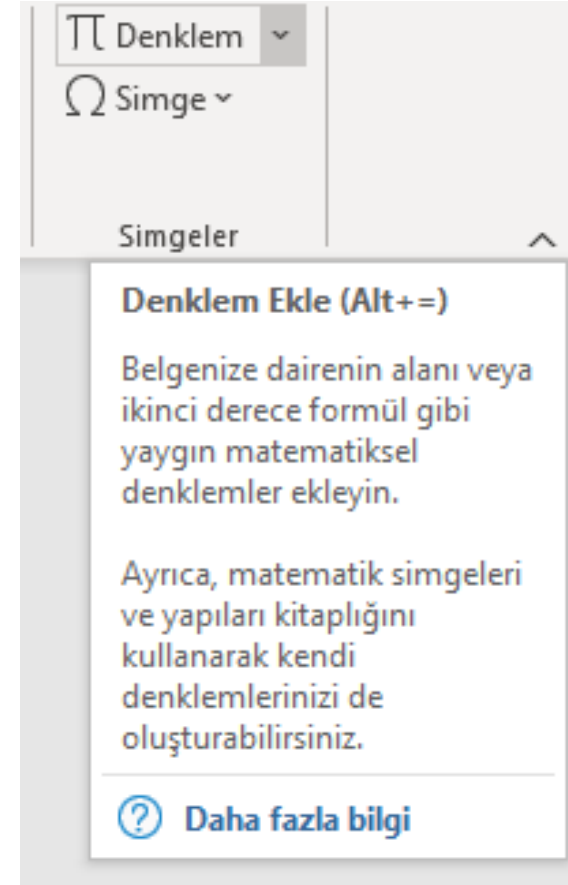 π Denklem
Ω Simge
Simgeler
Denklem Ekle (Alt+=)
Belgenize dairenin alanı veya
ikinci derece formül gibi
yaygın matematiksel
denklemler ekleyin.
Ayrıca, matematik simgeleri
ve yapıları kitaplığını
kullanarak kendi
denklemlerinizi de
oluşturabilirsiniz.
? Daha fazla bilgi